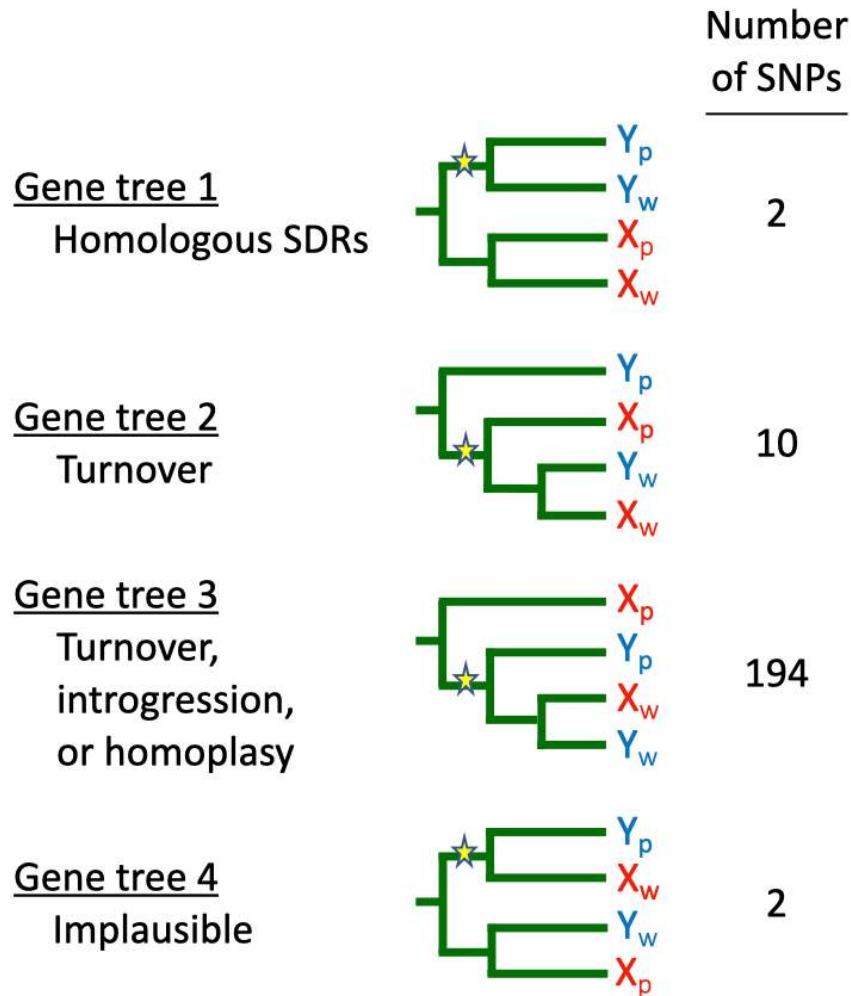 Number
of SNPs
Gene tree 1
Homologous SDRs
Yp
Yw
Xp
Xw
2
Gene tree 2
Turnover
Yp
Xp
Yw
Xw
10
Gene tree 3
Turnover,
introgression,
or homoplasy
Xp
Yp
Xw
Yw
194
Gene tree 4
Implausible
Yp
Xw
Yw
Xp
2